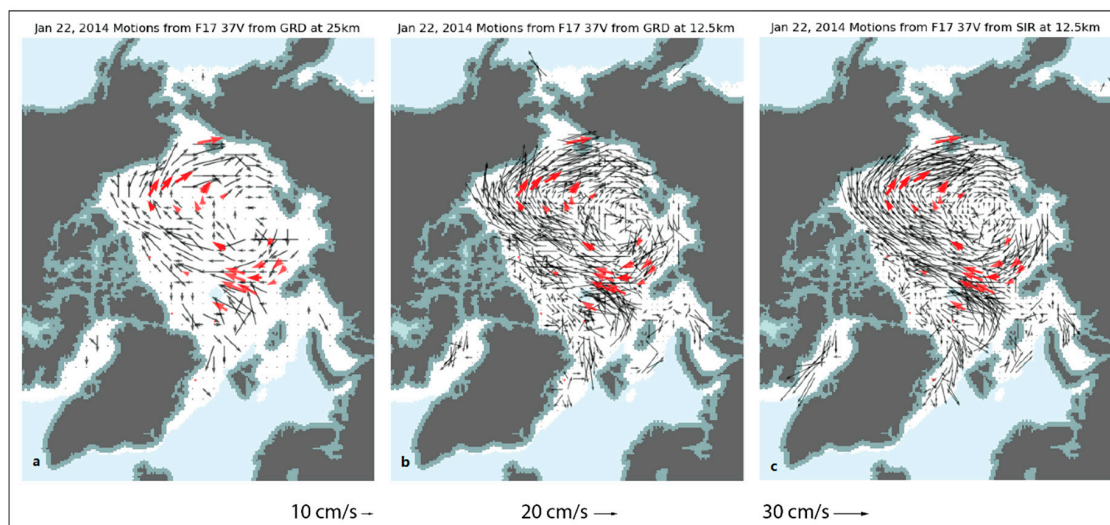 Jan 22, 2014 Motions from F17 37V from GRD at 25km
Jan 22, 2014 Motions from F17 37V from GRD at 12.5km
Jan 22, 2014 Motions from F17 37V from SIR at 12.5km
a
b
c
10 cm/s
20 cm/s
30 cm/s